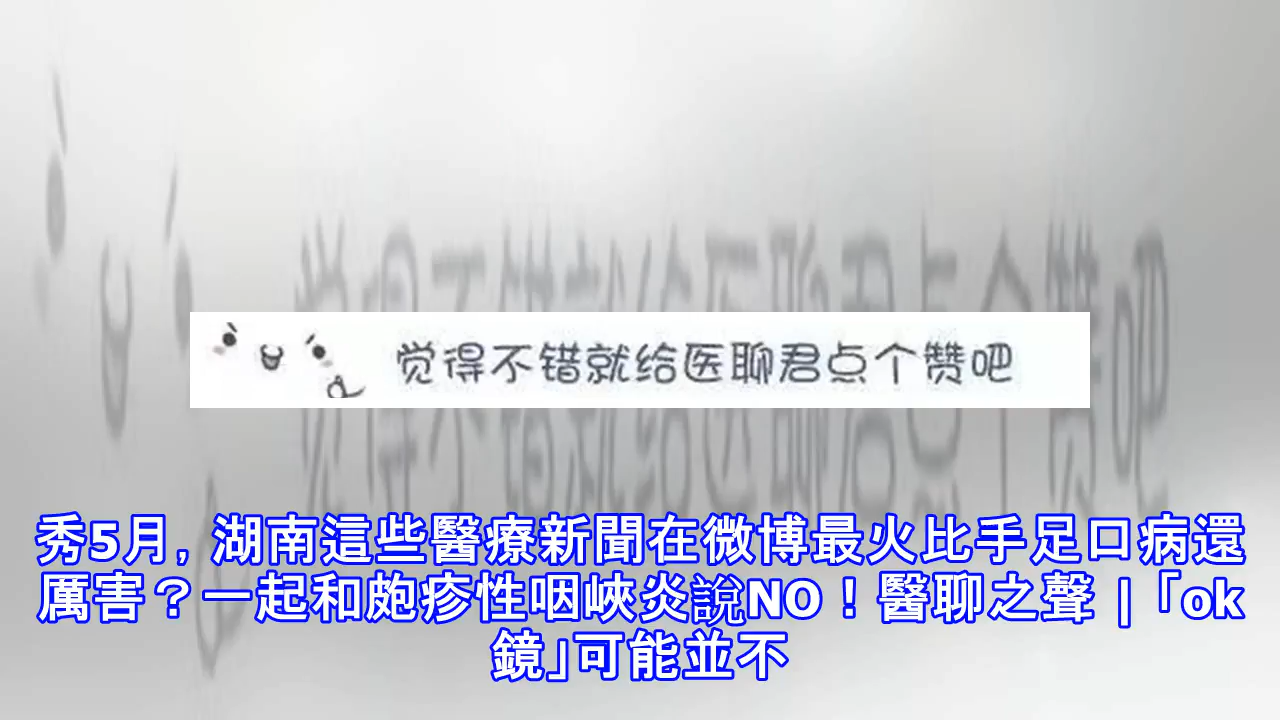 觉得不错就给医聊君点个赞吧
秀5月，湖南這些醫療新聞在微博最火比手足口病還
厲害？一起和皰疹性咽峽炎說NO！醫聊之聲 | 「ok
鏡」可能並不